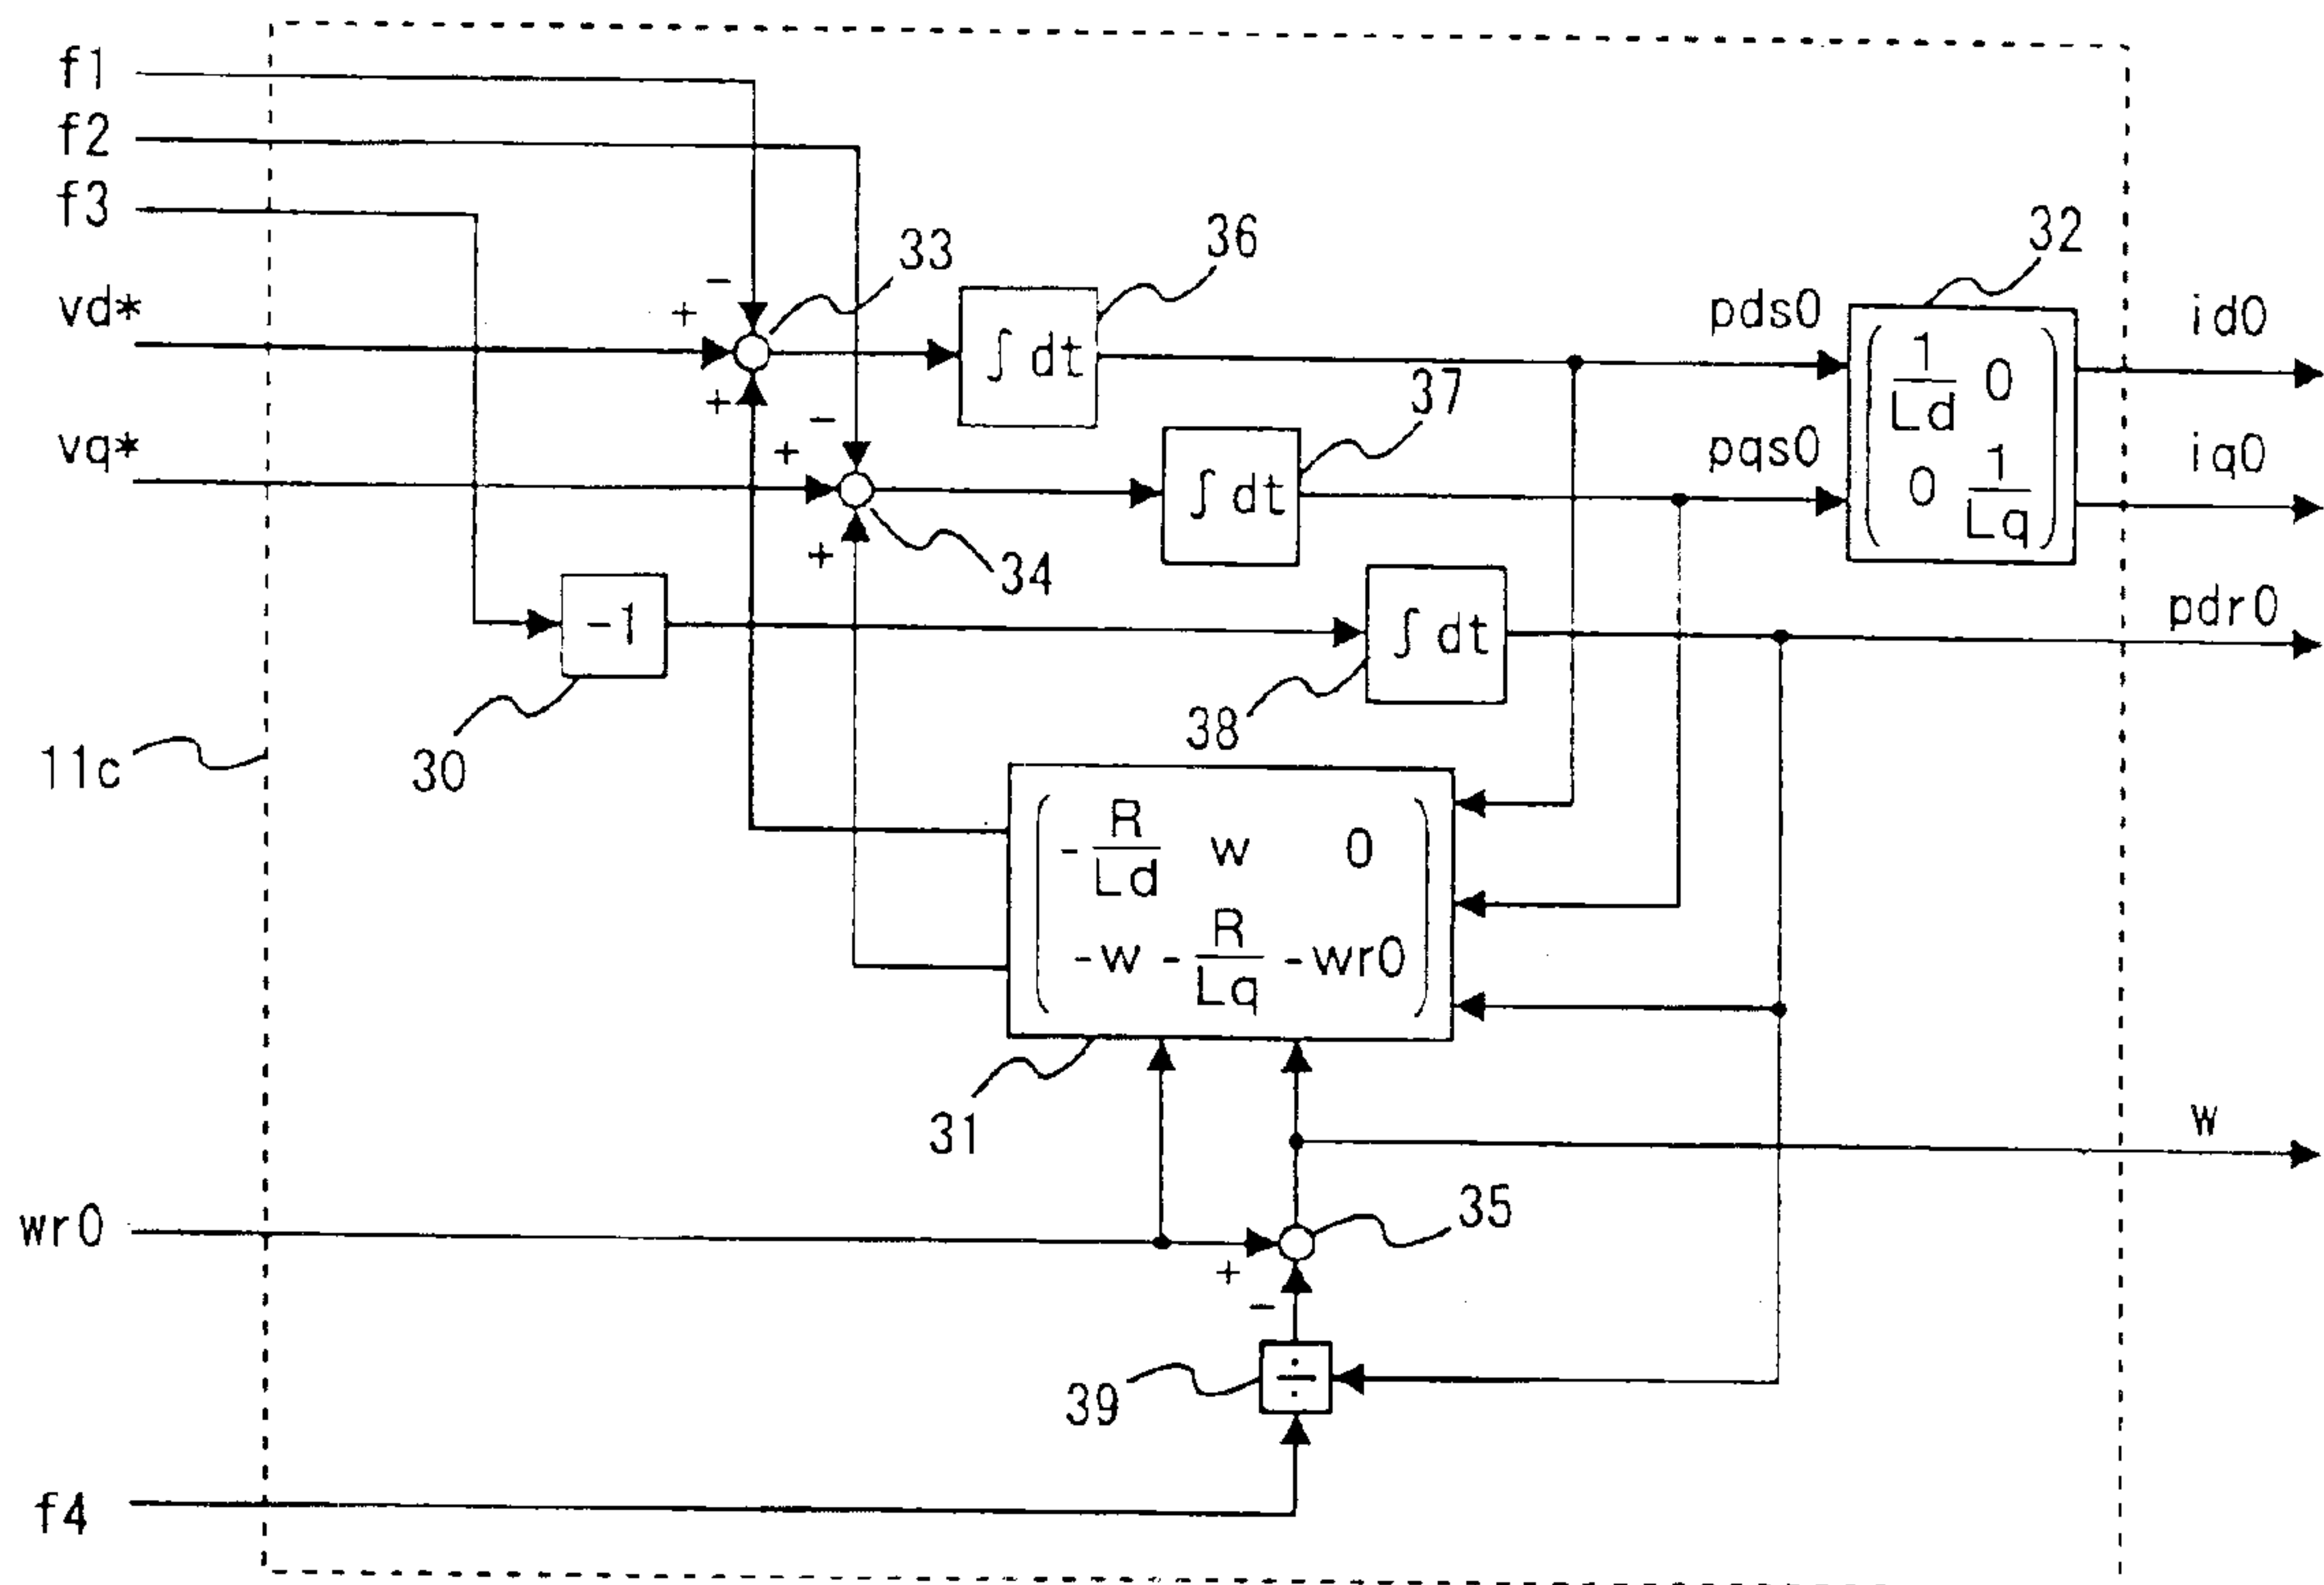 f1
f2
f3
vd*
vq*
- + +
33
36
∫dt
- + +
34
37
∫dt
pds0
pqs0
32
1/Ld 0
0 1/Lq
id0
iq0
-1
30
∫dt
38
pdr0
11c
-R/Ld w 0
-w -R/Lq -wr0
31
w
wr0
35
+
-
÷
39
f4